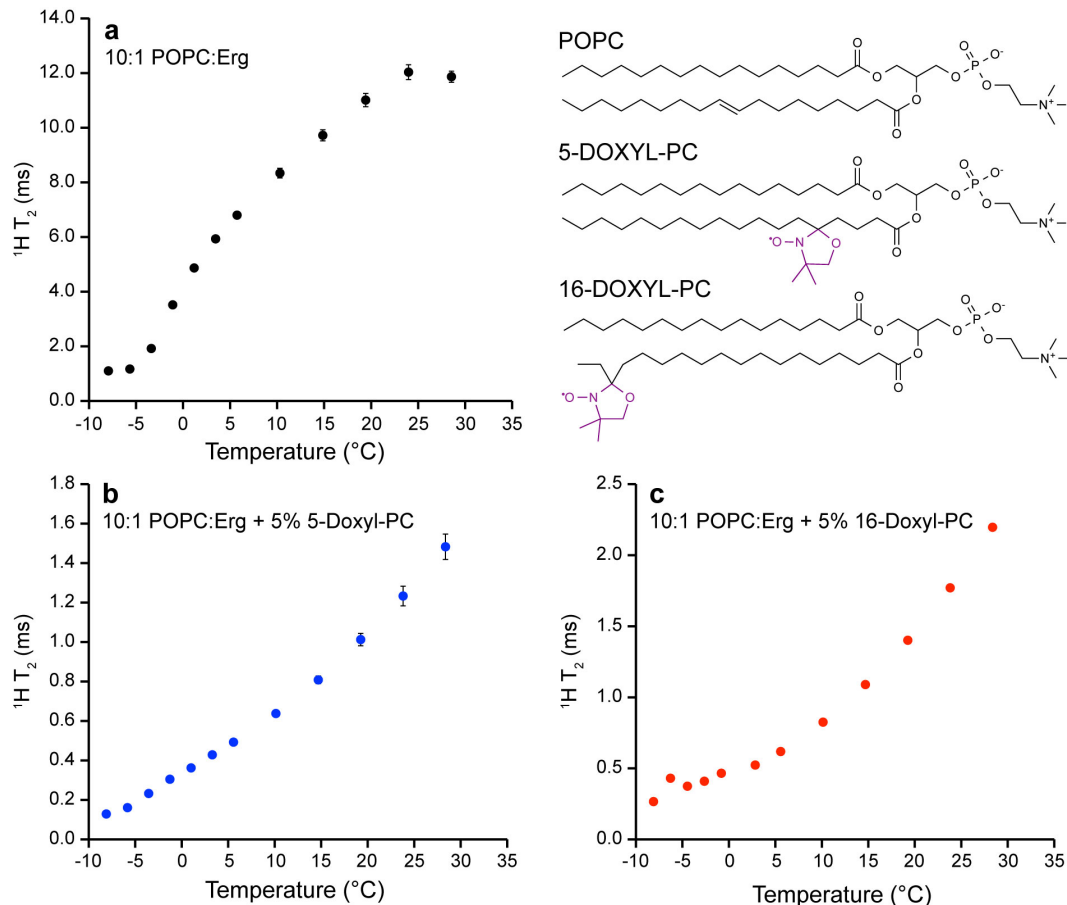 a
10:1 POPC:Erg
14.0
12.0
10.0
8.0
6.0
4.0
2.0
0.0
¹H T₂ (ms)
-10
-5
0
5
10
15
20
25
30
35
Temperature (°C)
POPC
O
O
O
O
O
P
O⁻
O
N⁺
5-DOXYL-PC
O
O
O
O
O
P
O⁻
O
N⁺
•O
N
O
16-DOXYL-PC
O
O
O
O
O
P
O⁻
O
N⁺
•O
N
O
b
10:1 POPC:Erg + 5% 5-Doxyl-PC
1.8
1.6
1.4
1.2
1.0
0.8
0.6
0.4
0.2
0.0
¹H T₂ (ms)
-10
-5
0
5
10
15
20
25
30
35
Temperature (°C)
c
10:1 POPC:Erg + 5% 16-Doxyl-PC
2.5
2.0
1.5
1.0
0.5
0.0
¹H T₂ (ms)
-10
-5
0
5
10
15
20
25
30
35
Temperature (°C)